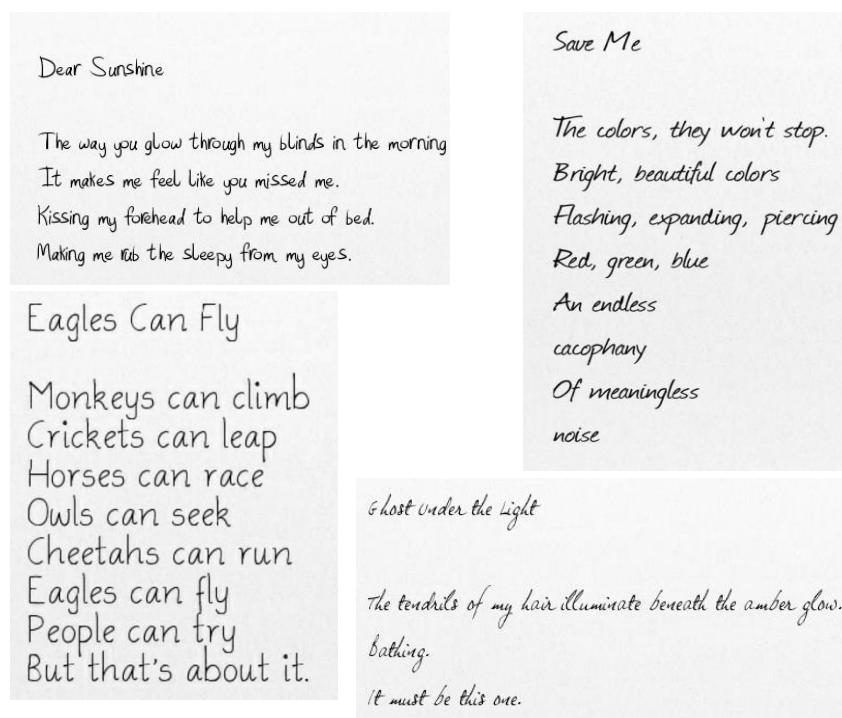 Dear Sunshine
The way you glow through my blinds in the morning
It makes me feel like you missed me.
Kissing my forehead to help me out of bed.
Making me rub the sleepy from my eyes.
Eagles Can Fly
Monkeys can climb
Crickets can leap
Horses can race
Owls can seek
Cheetahs can run
Eagles can fly
People can try
But that's about it.
Save Me
The colors, they won't stop.
Bright, beautiful colors
Flashing, expanding, piercing
Red, green, blue
An endless
cacophany
Of meaningless
noise
Ghost Under the Light
The tendrils of my hair illuminate beneath the amber glow.
Bathing.
It must be this one.